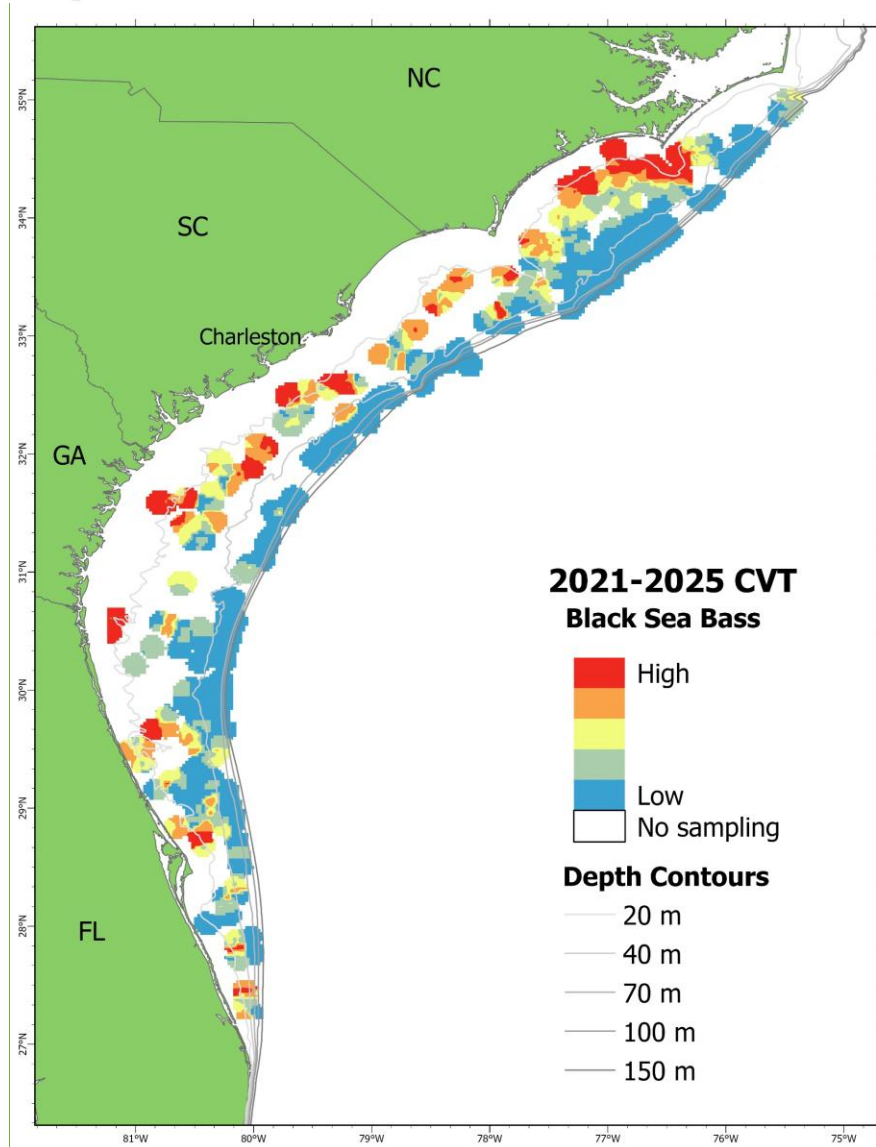 NC
SC
Charleston
GA
FL
35°N
34°N
33°N
32°N
31°N
30°N
29°N
28°N
27°N
81°W
80°W
79°W
78°W
77°W
76°W
75°W
74°W
2021-2025 CVT
Black Sea Bass
High
Low
No sampling
Depth Contours
20 m
40 m
70 m
100 m
150 m